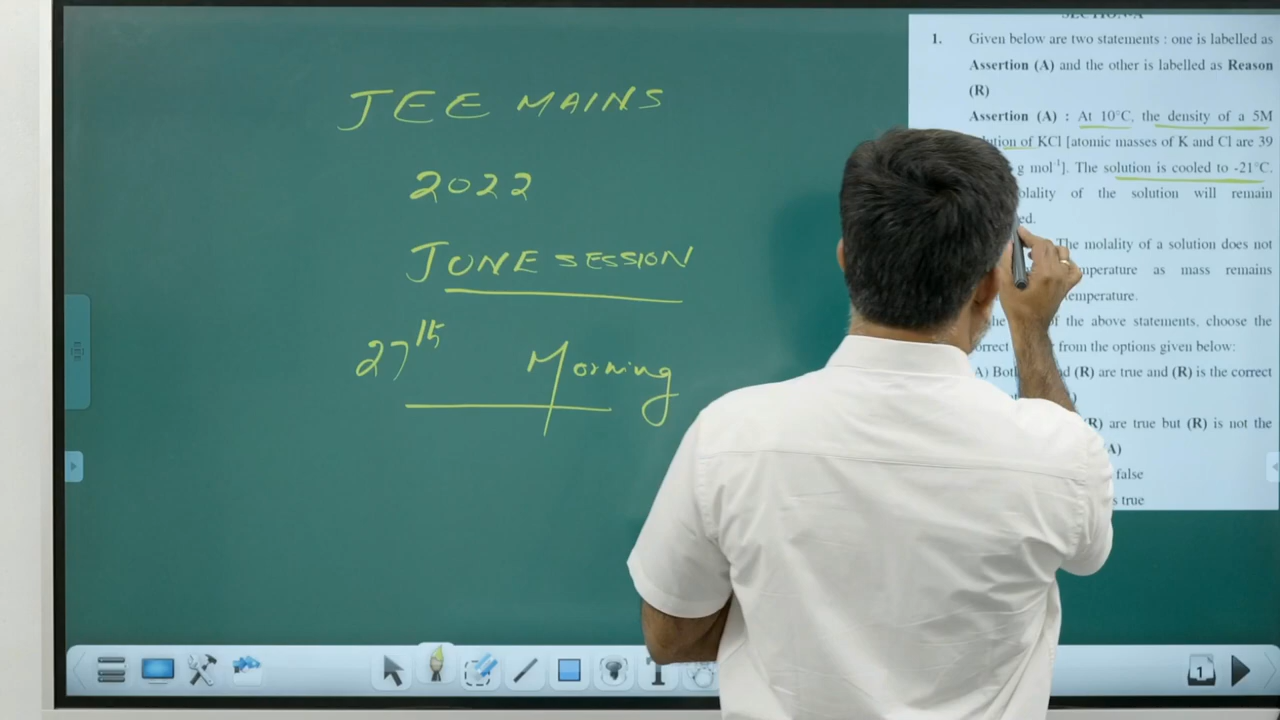 JEE MAINS
2022
JUNE SESSION
27th Morning
SECTION-A
1. Given below are two statements : one is labelled as
Assertion (A) and the other is labelled as Reason
(R)
Assertion (A) : At 10°C, the density of a 5M
of KCl [atomic masses of K and Cl are 39
g mol-1]. The solution is cooled to -21°C.
of the solution will remain
The molality of a solution does not
as mass remains
temperature.
of the above statements, choose the
from the options given below:
(R) are true and (R) is the correct
(R) are true but (R) is not the
A)
false
true
1